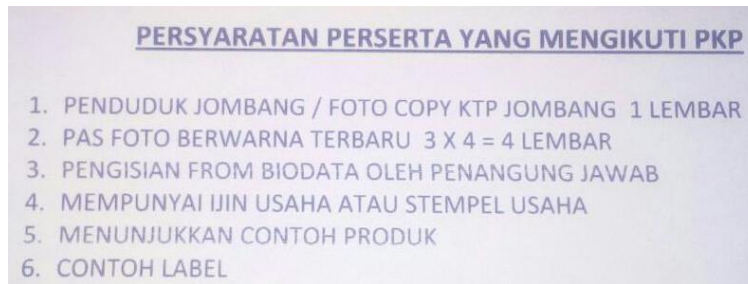 PERSYARATAN PERSERTA YANG MENGIKUTI PKP
1. PENDUDUK JOMBANG / FOTO COPY KTP JOMBANG 1 LEMBAR
2. PAS FOTO BERWARNA TERBARU 3 X 4 = 4 LEMBAR
3. PENGISIAN FROM BIODATA OLEH PENANGUNG JAWAB
4. MEMPUNYAI IJIN USAHA ATAU STEMPEL USAHA
5. MENUNJUKKAN CONTOH PRODUK
6. CONTOH LABEL